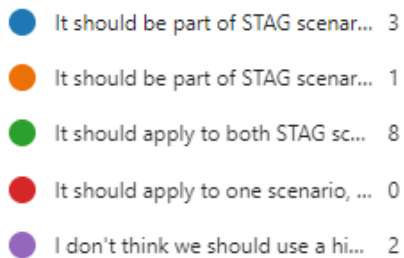 It should be part of STAG scenar... 3
It should be part of STAG scenar... 1
It should apply to both STAG sc... 8
It should apply to one scenario, ... 0
I don't think we should use a hi... 2